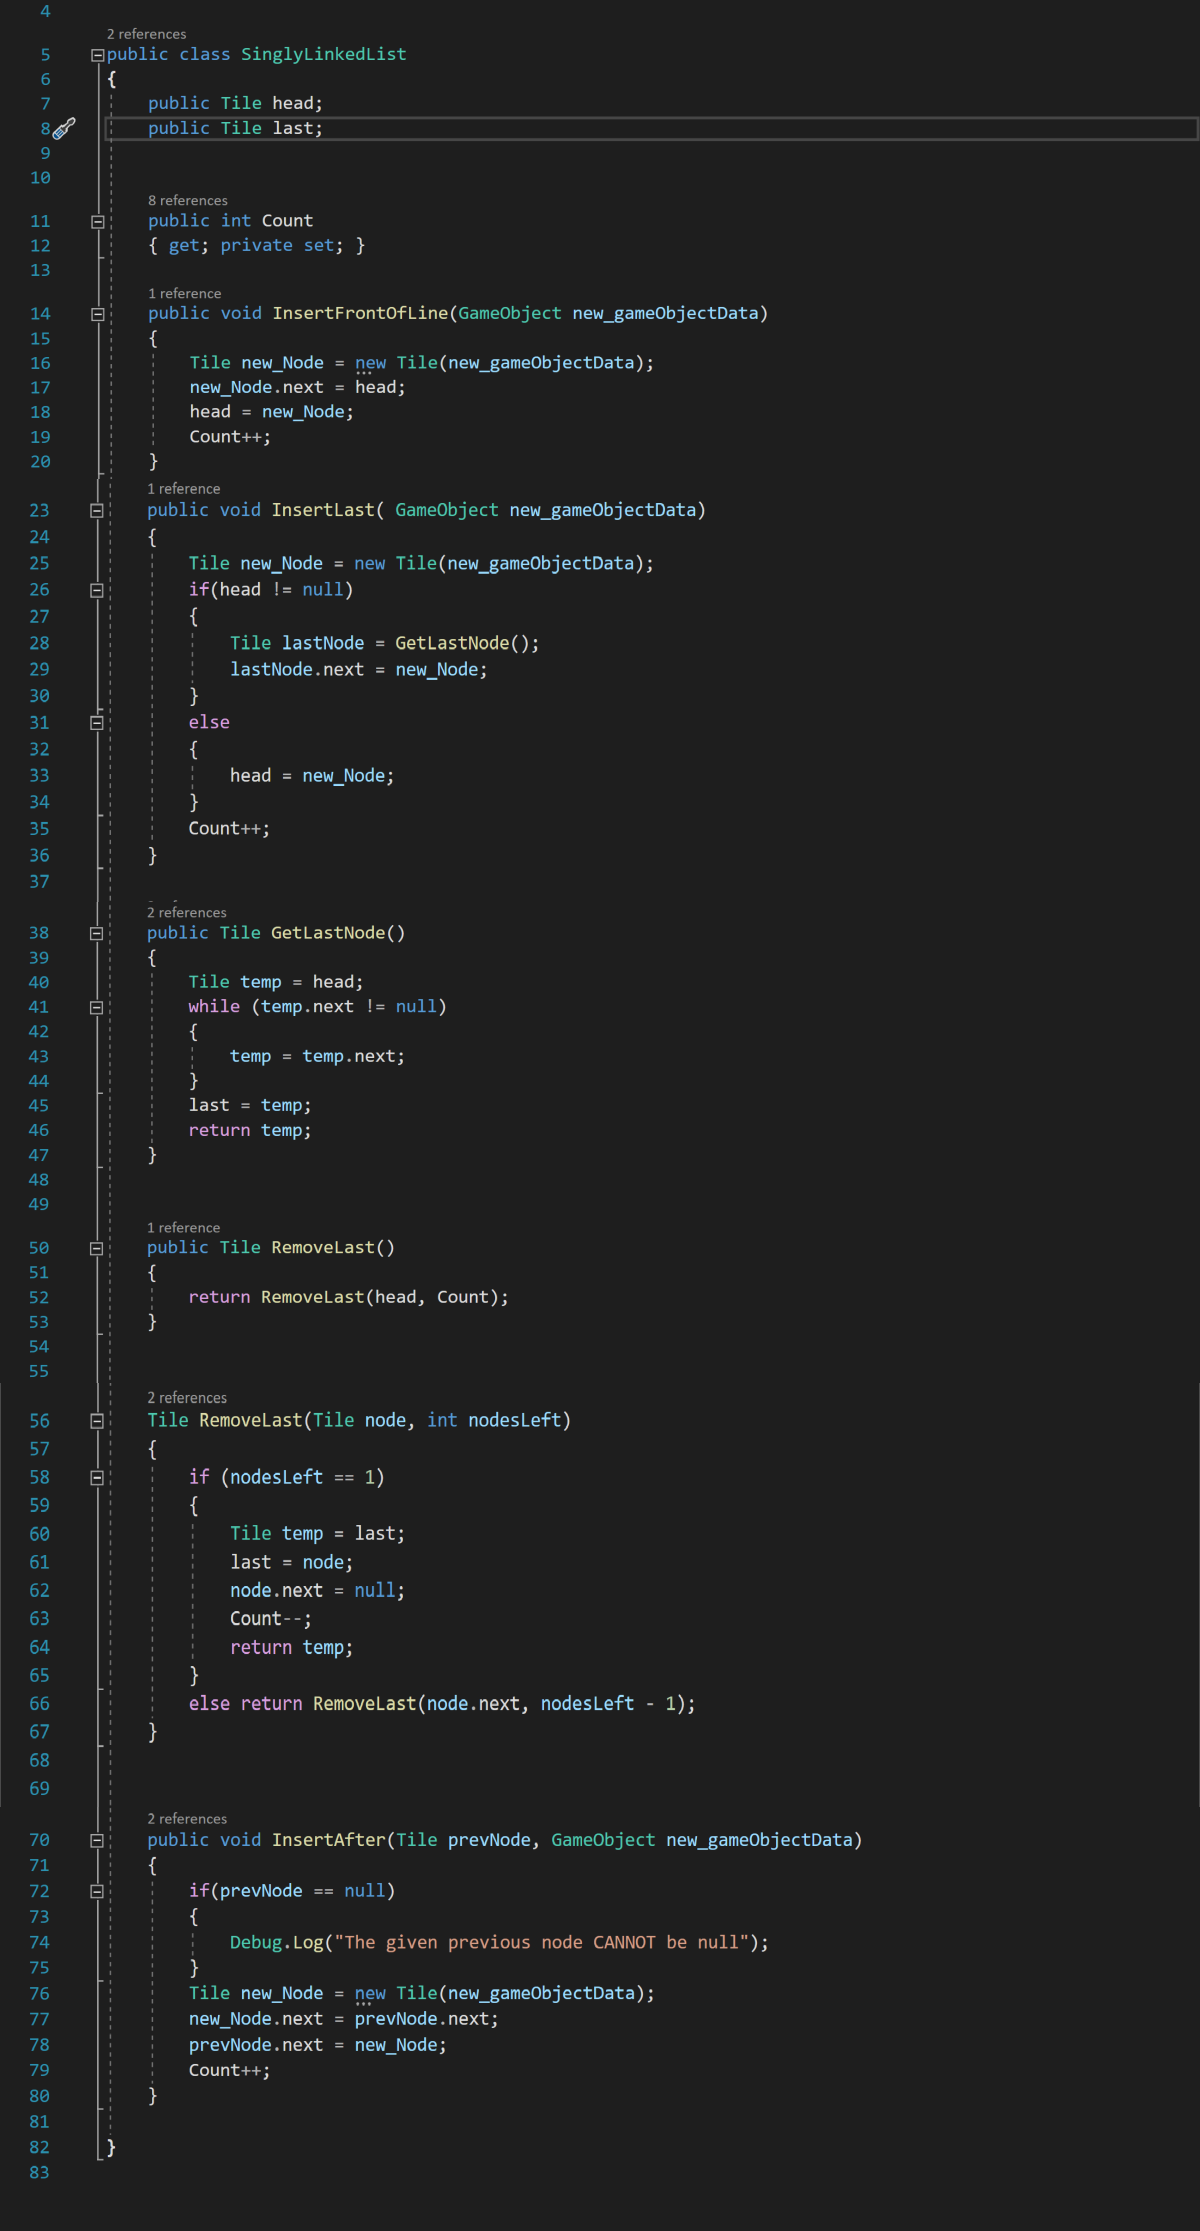 4
2 references
5 public class SinglyLinkedList
6 {
7 public Tile head;
8 public Tile last;
9
10
8 references
11 public int Count
12 { get; private set; }
13
1 reference
14 public void InsertFrontOfLine(GameObject new_gameObjectData)
15 {
16 Tile new_Node = new Tile(new_gameObjectData);
17 new_Node.next = head;
18 head = new_Node;
19 Count++;
20 }
1 reference
23 public void InsertLast( GameObject new_gameObjectData)
24 {
25 Tile new_Node = new Tile(new_gameObjectData);
26 if(head != null)
27 {
28 Tile lastNode = GetLastNode();
29 lastNode.next = new_Node;
30 }
31 else
32 {
33 head = new_Node;
34 }
35 Count++;
36 }
37
2 references
38 public Tile GetLastNode()
39 {
40 Tile temp = head;
41 while (temp.next != null)
42 {
43 temp = temp.next;
44 }
45 last = temp;
46 return temp;
47 }
48
49
1 reference
50 public Tile RemoveLast()
51 {
52 return RemoveLast(head, Count);
53 }
54
55
2 references
56 Tile RemoveLast(Tile node, int nodesLeft)
57 {
58 if (nodesLeft == 1)
59 {
60 Tile temp = last;
61 last = node;
62 node.next = null;
63 Count--;
64 return temp;
65 }
66 else return RemoveLast(node.next, nodesLeft - 1);
67 }
68
69
2 references
70 public void InsertAfter(Tile prevNode, GameObject new_gameObjectData)
71 {
72 if(prevNode == null)
73 {
74 Debug.Log("The given previous node CANNOT be null");
75 }
76 Tile new_Node = new Tile(new_gameObjectData);
77 new_Node.next = prevNode.next;
78 prevNode.next = new_Node;
79 Count++;
80 }
81
82 }
83